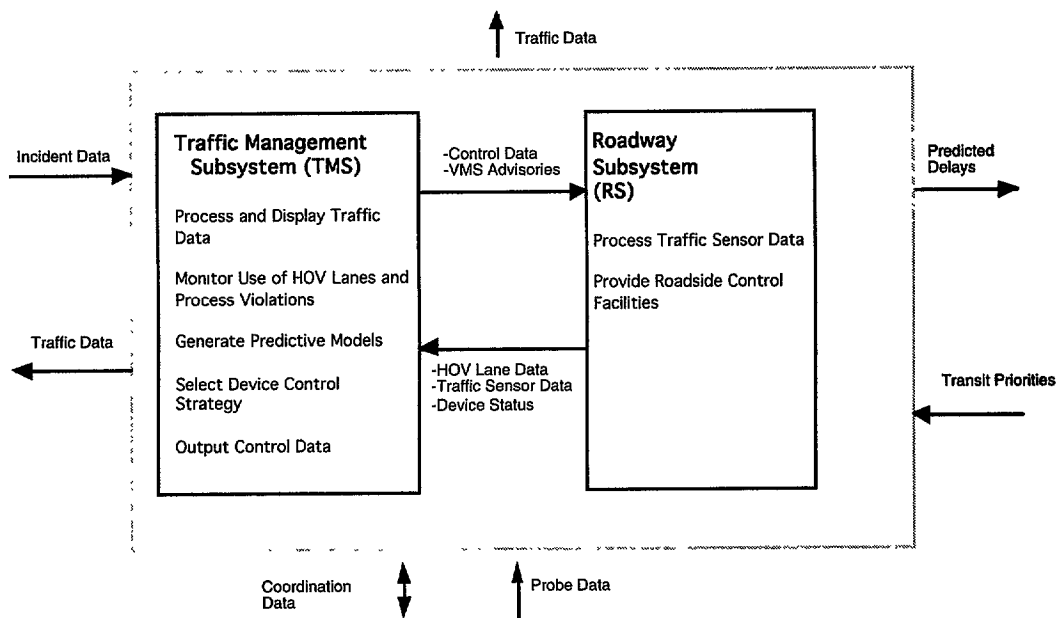 Traffic Data
Traffic Management
Subsystem (TMS)
Process and Display Traffic
Data
Monitor Use of HOV Lanes and
Process Violations
Generate Predictive Models
Select Device Control
Strategy
Output Control Data
Incident Data
Traffic Data
-Control Data
-VMS Advisories
-HOV Lane Data
-Traffic Sensor Data
-Device Status
Roadway
Subsystem
(RS)
Process Traffic Sensor Data
Provide Roadside Control
Facilities
Predicted
Delays
Transit Priorities
Coordination
Data
Probe Data